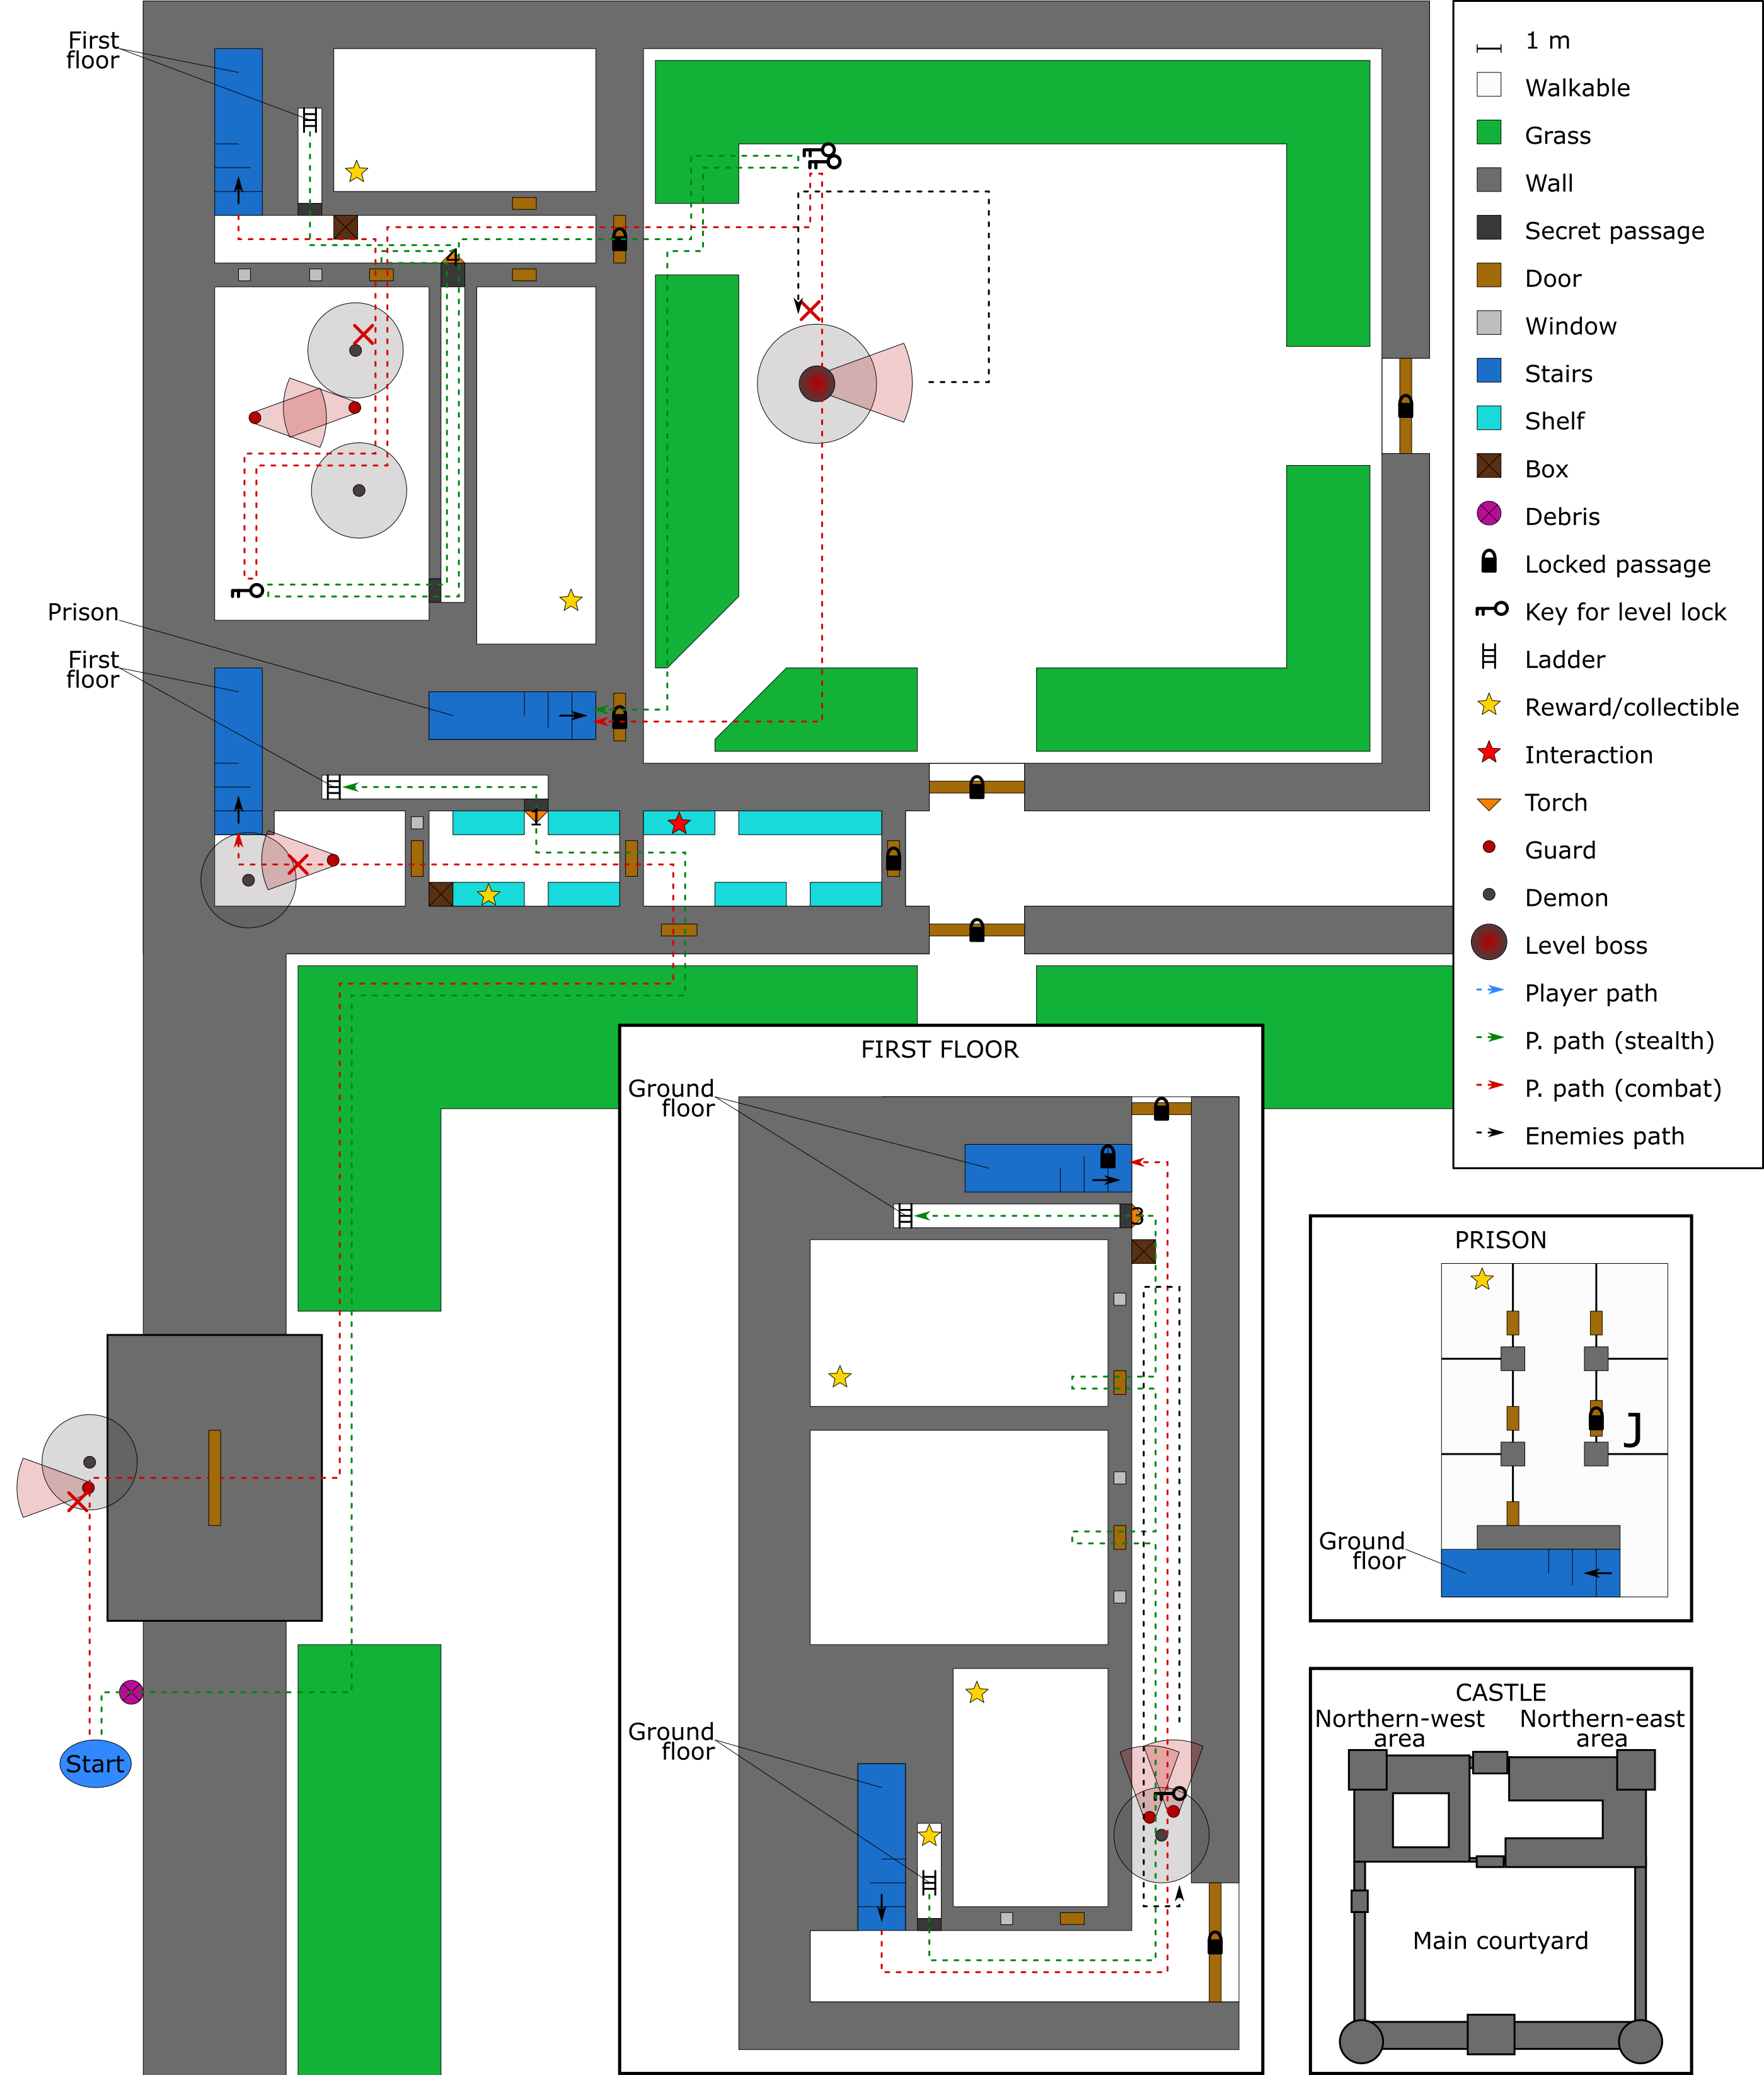 First
floor
4
Prison
First
floor
1
Start
1 m
Walkable
Grass
Wall
Secret passage
Door
Window
Stairs
Shelf
Box
Debris
Locked passage
Key for level lock
Ladder
Reward/collectible
Interaction
Torch
Guard
Demon
Level boss
Player path
P. path (stealth)
P. path (combat)
Enemies path
FIRST FLOOR
Ground
floor
3
Ground
floor
PRISON
J
Ground
floor
CASTLE
Northern-west
area
Northern-east
area
Main courtyard